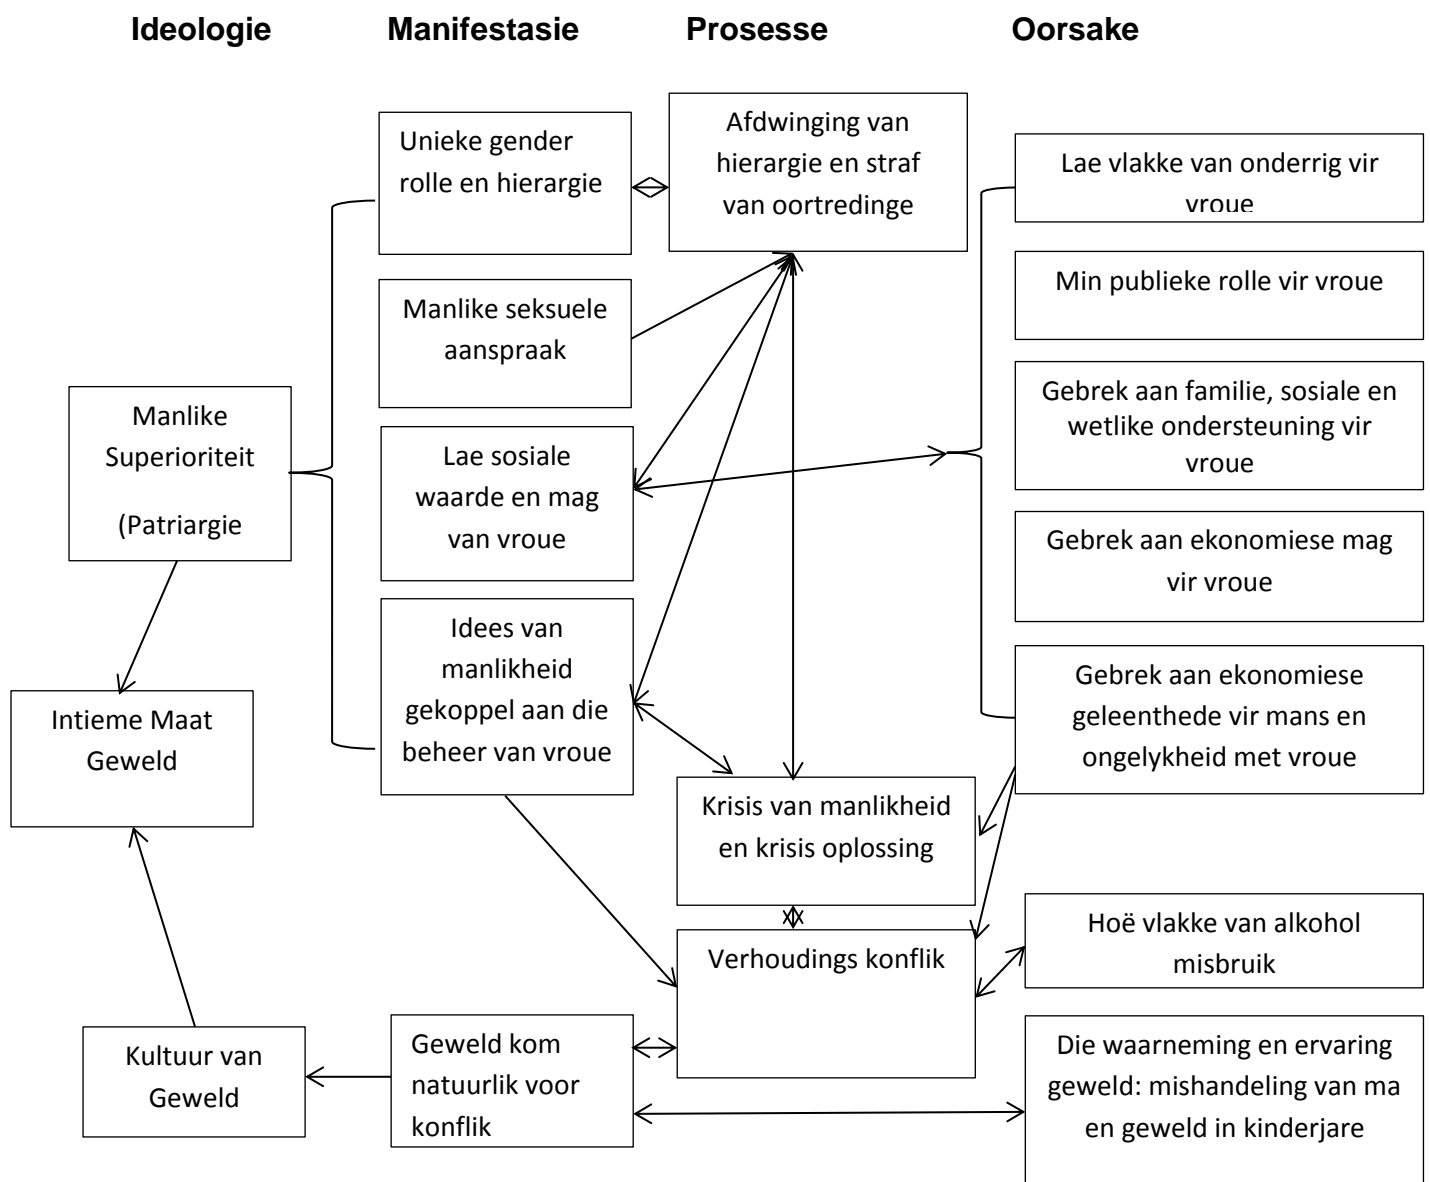 Ideologie Manifestasie Prosesse Oorsake
Manlike
Superioriteit
(Patriargie
Intieme Maat
Geweld
Kultuur van
Geweld
Unieke gender
rolle en hierargie
Manlike seksuele
aanspraak
Lae sosiale
waarde en mag
van vroue
Idees van
manlikheid
gekoppel aan die
beheer van vroue
Geweld kom
natuurlik voor
konflik
Afdwinging van
hierargie en straf
van oortredinge
Krisis van manlikheid
en krisis oplossing
Verhoudings konflik
Lae vlakke van onderrig vir
vroue
Min publieke rolle vir vroue
Gebrek aan familie, sosiale en
wetlike ondersteuning vir
vroue
Gebrek aan ekonomiese mag
vir vroue
Gebrek aan ekonomiese
geleenthede vir mans en
ongelykheid met vroue
Hoë vlakke van alkohol
misbruik
Die waarneming en ervaring
geweld: mishandeling van ma
en geweld in kinderjare